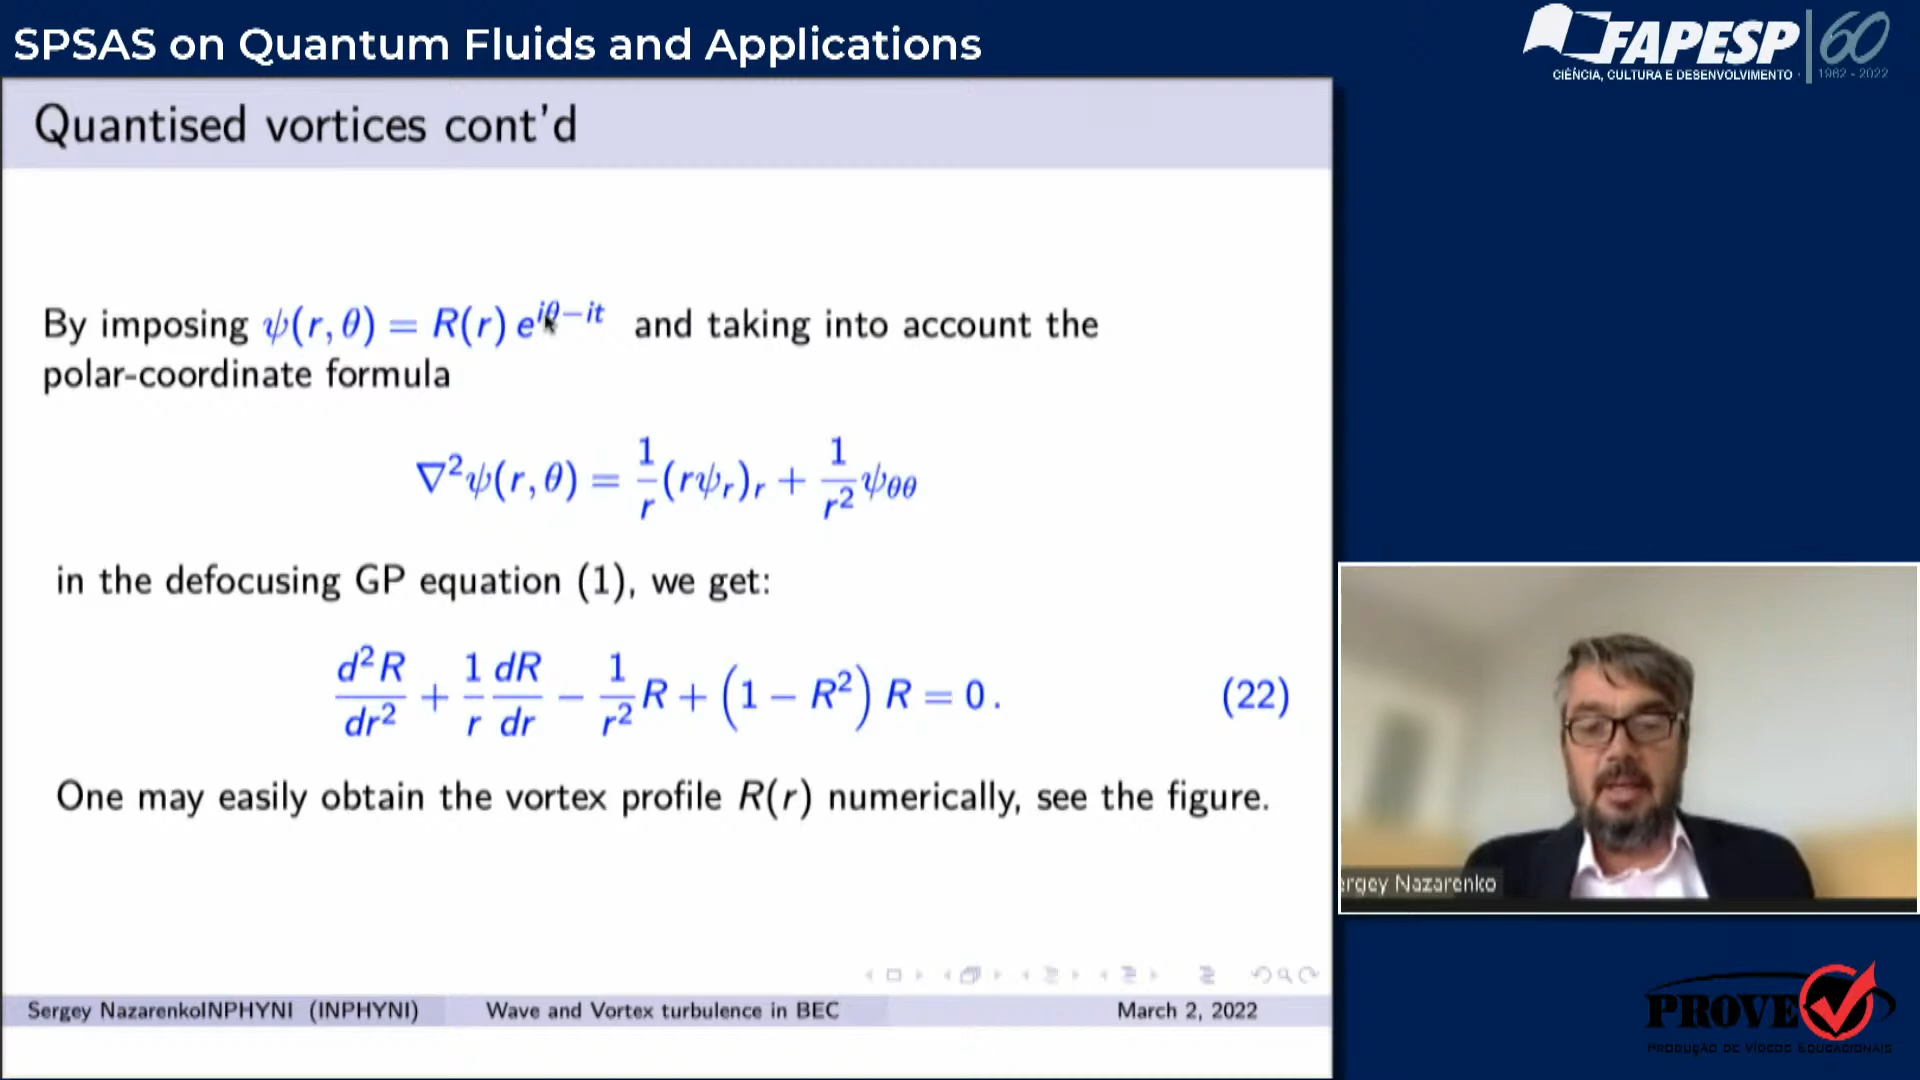 SPSAS on Quantum Fluids and Applications
FAPESP 60
CIÊNCIA, CULTURA E DESENVOLVIMENTO 1962 - 2022
Quantised vortices cont'd
By imposing ψ(r, θ) = R(r) e^{iθ−it} and taking into account the
polar-coordinate formula
∇²ψ(r, θ) = 1/r (rψ_r)_r + 1/r² ψ_θθ
in the defocusing GP equation (1), we get:
d²R/dr² + 1/r dR/dr − 1/r² R + (1 − R²) R = 0. (22)
One may easily obtain the vortex profile R(r) numerically, see the figure.
ergey Nazarenko
Sergey NazarenkoINPHYNI (INPHYNI) Wave and Vortex turbulence in BEC March 2, 2022
PROVE
PRODUÇÃO DE VÍDEOS EDUCACIONAIS